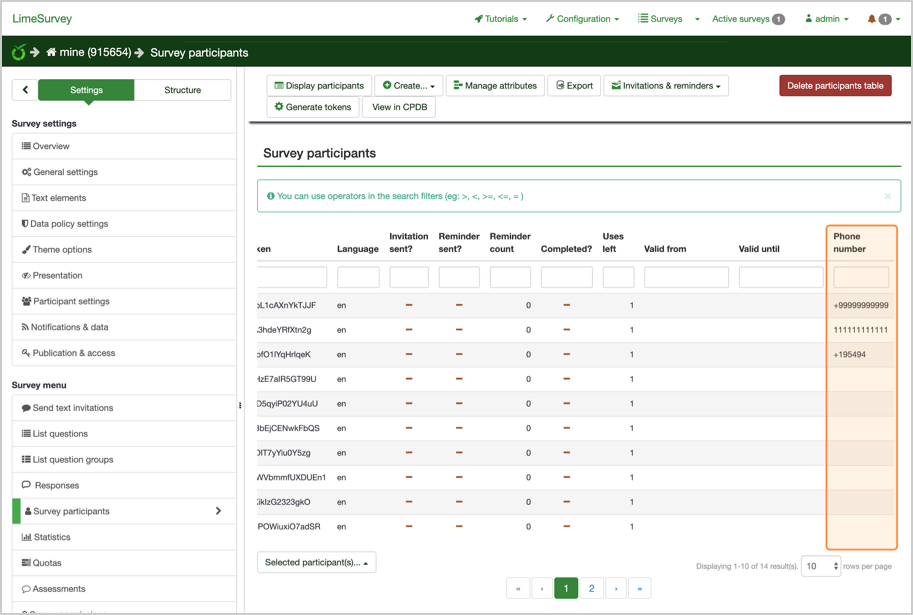 LimeSurvey
Tutorials
Configuration
Surveys
Active surveys 1
admin
1
mine (915654)
Survey participants
Settings
Structure
Survey settings
Overview
General settings
Text elements
Data policy settings
Theme options
Presentation
Participant settings
Notifications & data
Publication & access
Survey menu
Send text invitations
List questions
List question groups
Responses
Survey participants
Statistics
Quotas
Assessments
Display participants
Create...
Manage attributes
Export
Invitations & reminders
Delete participants table
Generate tokens
View in CPDB
Survey participants
You can use operators in the search filters (eg: >, <, >=, <=, = )
ken Language Invitation sent? Reminder sent? Reminder count Completed? Uses left Valid from Valid until Phone number
L1cAXnYkTJJF en – – 0 – 1 +99999999999
3hdeYRfXtn2g en – – 0 – 1 111111111111
ofO1lYqHrlqeK en – – 0 – 1 +195494
HzE7alR5GT99U en – – 0 – 1
D5qyiP02YU4uU en – – 0 – 1
3bEjCENwkFbQS en – – 0 – 1
OIT7yYiu0Y5zg en – – 0 – 1
WVbmmfUXDUEn1 en – – 0 – 1
kIzG2323gkO en – – 0 – 1
POWiuxiO7adSR en – – 0 – 1
Selected participant(s)...
Displaying 1-10 of 14 result(s). 10 rows per page
« ‹ 1 2 › »